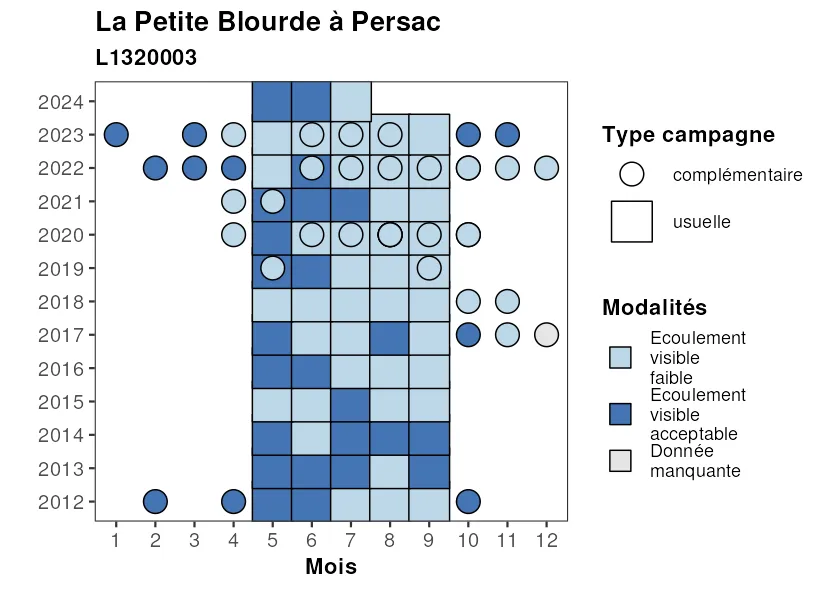 La Petite Blourde à Persac
L1320003
2024
2023
2022
2021
2020
2019
2018
2017
2016
2015
2014
2013
2012
1 2 3 4 5 6 7 8 9 10 11 12
Mois
Type campagne
complémentaire
usuelle
Modalités
Ecoulement
visible
faible
Ecoulement
visible
acceptable
Donnée
manquante